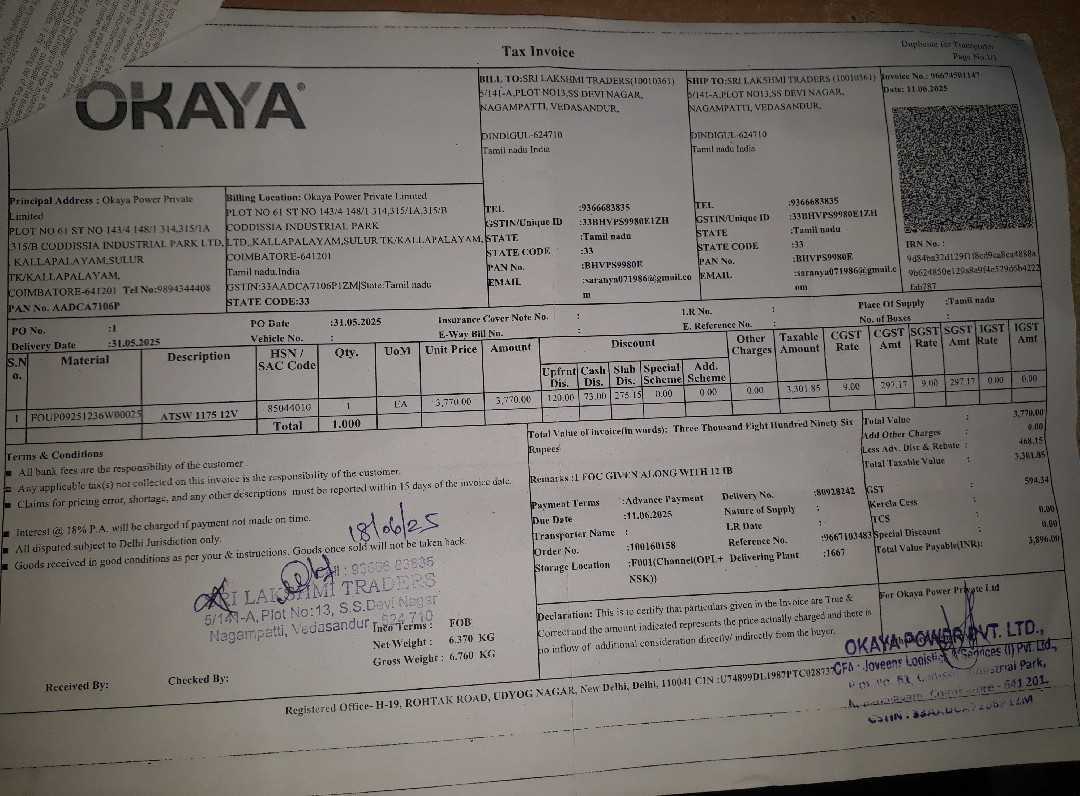 Tax Invoice
Duplicate for Transporter
Page No.1/1
OKAYA
BILL TO:SRI LAKSHMI TRADERS(10010361)
5/141-A,PLOT NO13,SS DEVI NAGAR,
NAGAMPATTI, VEDASANDUR,
DINDIGUL-624710
Tamil nadu India
SHIP TO:SRI LAKSHMI TRADERS (10010361)
5/141-A,PLOT NO13,SS DEVI NAGAR,
NAGAMPATTI, VEDASANDUR,
DINDIGUL-624710
Tamil nadu India
Invoice No.: 96674501147
Date: 11.06.2025
Principal Address : Okaya Power Private
Limited
PLOT NO 61 ST NO 143/4 148/1 314,315/1A
,315/B CODDISSIA INDUSTRIAL PARK LTD,
, KALLAPALAYAM,SULUR
TK/KALLAPALAYAM,
COIMBATORE-641201 Tel No:9894344408
PAN No. AADCA7106P
Billing Location: Okaya Power Private Limited
PLOT NO 61 ST NO 143/4 148/1 314,315/1A,315/B
CODDISSIA INDUSTRIAL PARK
LTD.,KALLAPALAYAM,SULUR TK/KALLAPALAYAM,
COIMBATORE-641201
Tamil nadu,India
GSTIN:33AADCA7106P1ZM|State:Tamil nadu
STATE CODE:33
TEL :9366683835
GSTIN/Unique ID :33BHVPS9980E1ZH
STATE :Tamil nadu
STATE CODE :33
PAN No. :BHVPS9980E
EMAIL :saranya071986@gmail.co
m
TEL :9366683835
GSTIN/Unique ID :33BHVPS9980E1ZH
STATE :Tamil nadu
STATE CODE :33
PAN No. :BHVPS9980E
EMAIL :saranya071986@gmail.c
om
IRN No. :
PO No. :1
PO Date :31.05.2025
Insurance Cover Note No. :
LR No. :
Place Of Supply :Tamil nadu
Delivery Date :31.05.2025
Vehicle No. :
E-Way Bill No. :
E. Reference No. :
No. of Boxes :
S.N o. Material Description HSN / SAC Code Qty. UoM Unit Price Amount Discount Other Charges Taxable Amount CGST Rate CGST Amt SGST Rate SGST Amt IGST Rate IGST Amt
Upfrnt Dis. Cash Dis. Slab Dis. Special Scheme Add. Scheme
1 FOUP09251236W00025 ATSW 1175 12V 85044010 1 EA 3,770.00 3,770.00 120.00 73.00 275.15 0.00 0.00 0.00 3,301.85 9.00 297.17 9.00 297.17 0.00 0.00
Total 1.000
Terms & Conditions
All bank fees are the responsibility of the customer
Any applicable tax(s) not collected on this invoice is the responsibility of the customer.
Claims for pricing error, shortage, and any other descriptions must be reported within 15 days of the invoice date.
Interest @ 18% P.A. will be charged if payment not made on time.
All disputed subject to Delhi Jurisdiction only.
Goods received in good conditions as per your & instructions. Goods once sold will not be taken back.
18/06/25
Total Value of invoice(in words): Three Thousand Eight Hundred Ninety Six
Rupees
Remarks :1 FOC GIVEN ALONG WITH 12 IB
Payment Terms :Advance Payment
Due Date :11.06.2025
Transporter Name :
Order No. :100160158
Storage Location :F001(Channel(OPL+
NSK))
Delivery No. :80928242
Nature of Supply :
LR Date :
Reference No. :9667103483
Delivering Plant :1667
Total Value : 3,770.00
Add Other Charges : 0.00
Less Adv. Disc & Rebate : 468.15
Total Taxable Value : 3,301.85
GST : 594.34
Kerela Cess :
TCS : 0.00
Special Discount : 0.00
Total Value Payable(INR): 3,896.00
SRI LAKSHMI TRADERS
5/141-A, Plot No:13, S.S.Devi Nagar
Nagampatti, Vedasandur - 624 710
Inco Terms : FOB
Net Weight : 6.370 KG
Gross Weight : 6.760 KG
Declaration: This is to certify that particulars given in the Invoice are True &
Correct and the amount indicated represents the price actually charged and there is
no inflow of additional consideration directly/ indirectly from the buyer.
For Okaya Power Private Ltd
OKAYA POWER PVT. LTD.,
CFA : Joveens Logistics & Services (I) Pvt. Ltd.,
Received By:
Checked By:
Registered Office- H-19, ROHTAK ROAD, UDYOG NAGAR, New Delhi, Delhi, 110041 CIN :U74899DL1987PTC028737